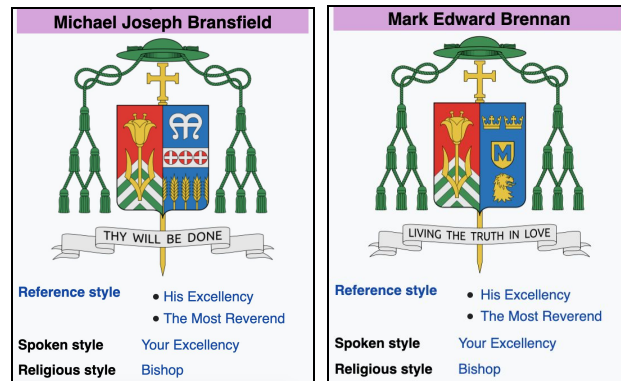 Michael Joseph Bransfield
THY WILL BE DONE
Reference style
• His Excellency
• The Most Reverend
Spoken style Your Excellency
Religious style Bishop
Mark Edward Brennan
M
LIVING THE TRUTH IN LOVE
Reference style
• His Excellency
• The Most Reverend
Spoken style Your Excellency
Religious style Bishop